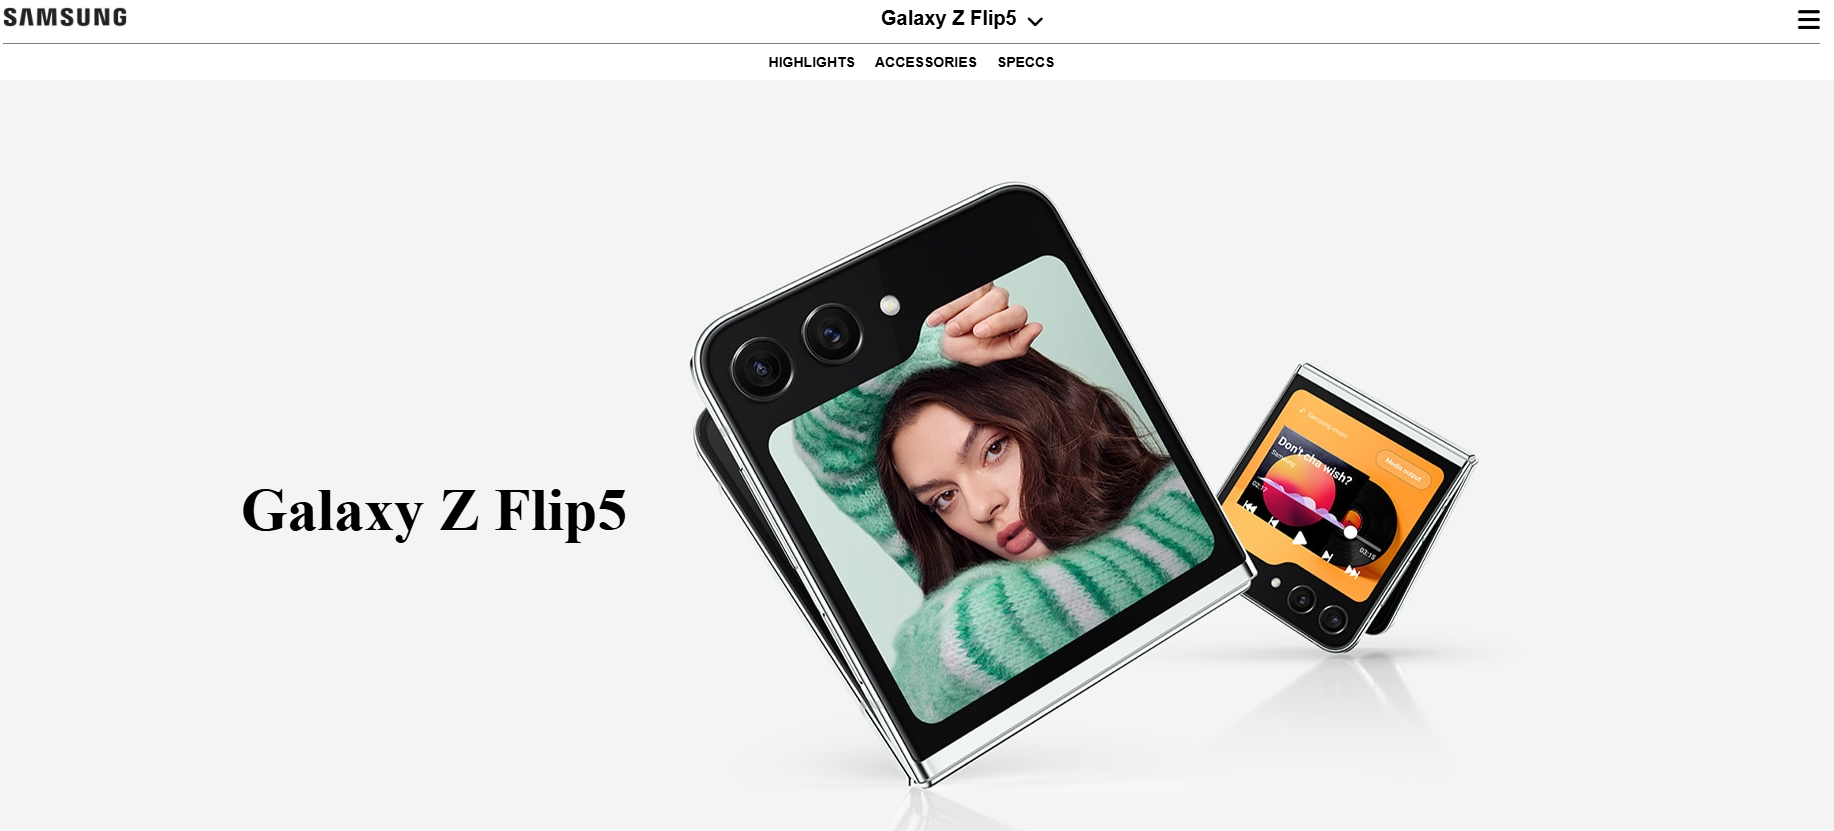 SAMSUNG
Galaxy Z Flip5
HIGHLIGHTS ACCESSORIES SPECCS
Galaxy Z Flip5
Samsung music
Media output
Don't cha wish?
Samsung
02:17
03:15